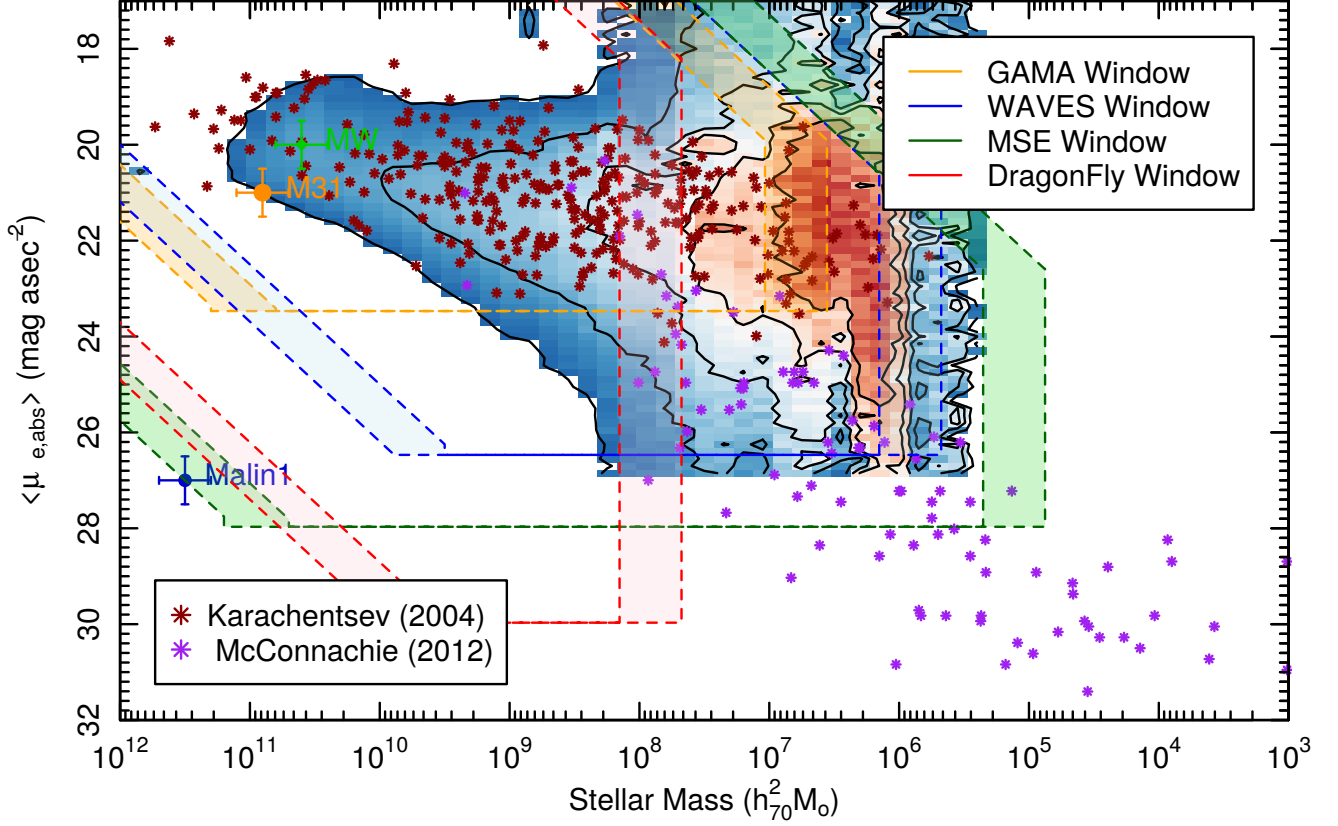 GAMA Window
WAVES Window
MSE Window
DragonFly Window
MW
M31
Malin1
Karachentsev (2004)
McConnachie (2012)
18
20
22
24
26
28
30
32
<μ e,abs> (mag asec⁻²)
10¹² 10¹¹ 10¹⁰ 10⁹ 10⁸ 10⁷ 10⁶ 10⁵ 10⁴ 10³
Stellar Mass (h²₇₀Mₒ)